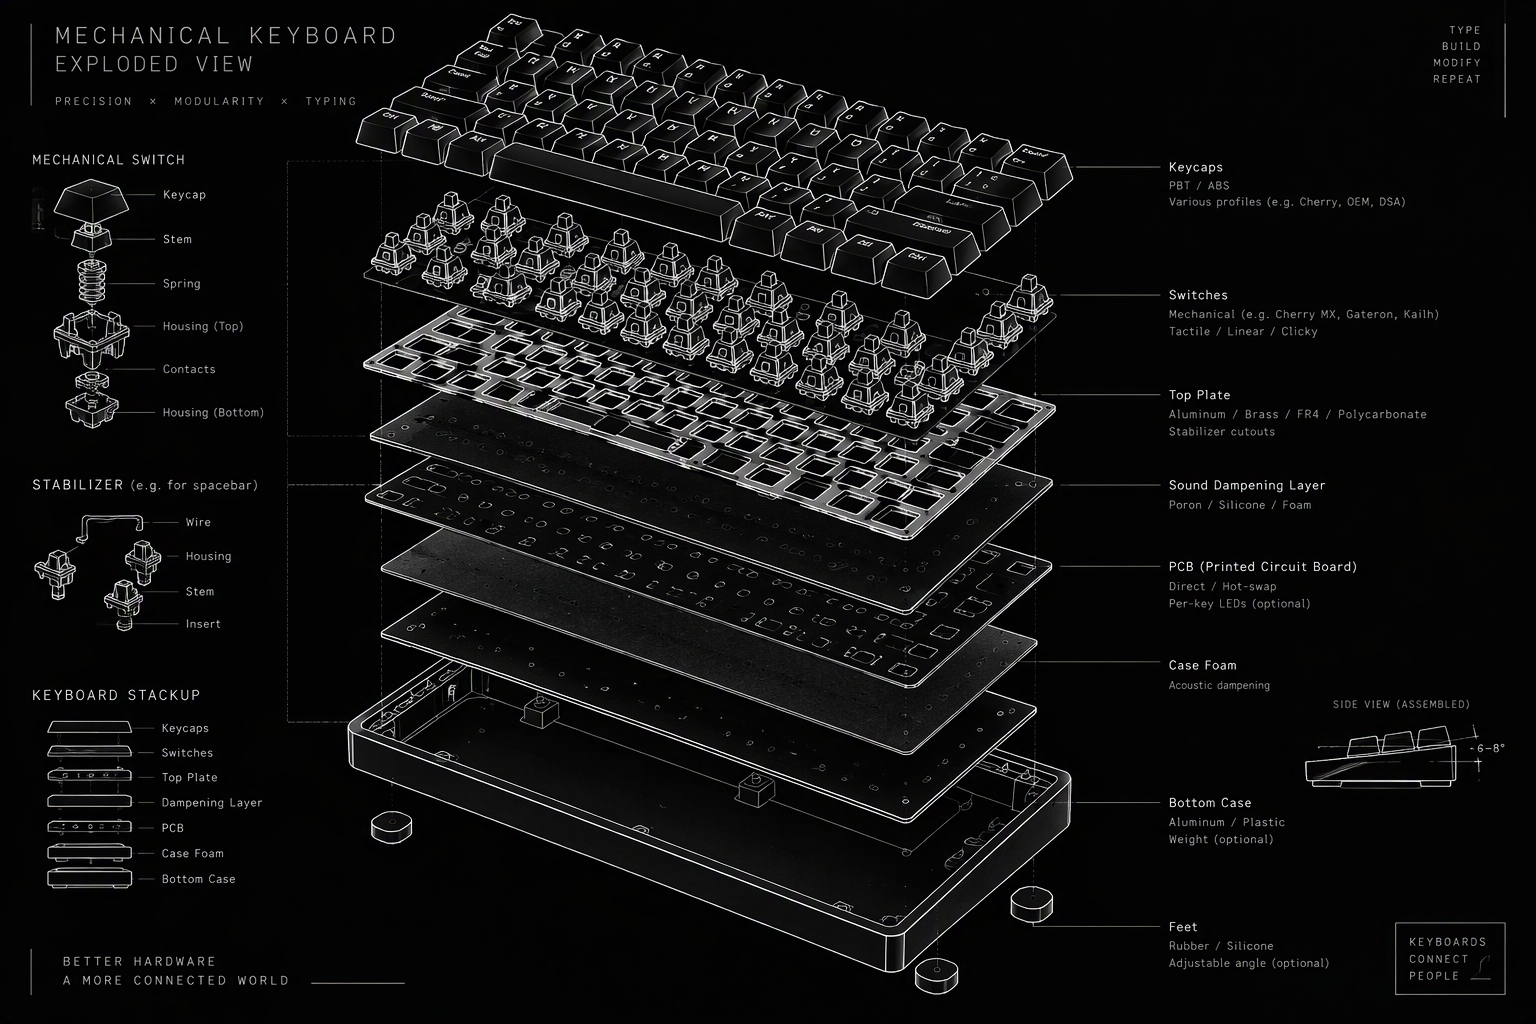 MECHANICAL KEYBOARD
EXPLODED VIEW
PRECISION × MODULARITY × TYPING
TYPE
BUILD
MODIFY
REPEAT
MECHANICAL SWITCH
Keycap
Stem
Spring
Housing (Top)
Contacts
Housing (Bottom)
STABILIZER (e.g. for spacebar)
Wire
Housing
Stem
Insert
KEYBOARD STACKUP
Keycaps
Switches
Top Plate
Dampening Layer
PCB
Case Foam
Bottom Case
BETTER HARDWARE
A MORE CONNECTED WORLD
Keycaps
PBT / ABS
Various profiles (e.g. Cherry, OEM, DSA)
Switches
Mechanical (e.g. Cherry MX, Gateron, Kailh)
Tactile / Linear / Clicky
Top Plate
Aluminum / Brass / FR4 / Polycarbonate
Stabilizer cutouts
Sound Dampening Layer
Poron / Silicone / Foam
PCB (Printed Circuit Board)
Direct / Hot-swap
Per-key LEDs (optional)
Case Foam
Acoustic dampening
SIDE VIEW (ASSEMBLED)
6-8°
Bottom Case
Aluminum / Plastic
Weight (optional)
Feet
Rubber / Silicone
Adjustable angle (optional)
KEYBOARDS
CONNECT
PEOPLE